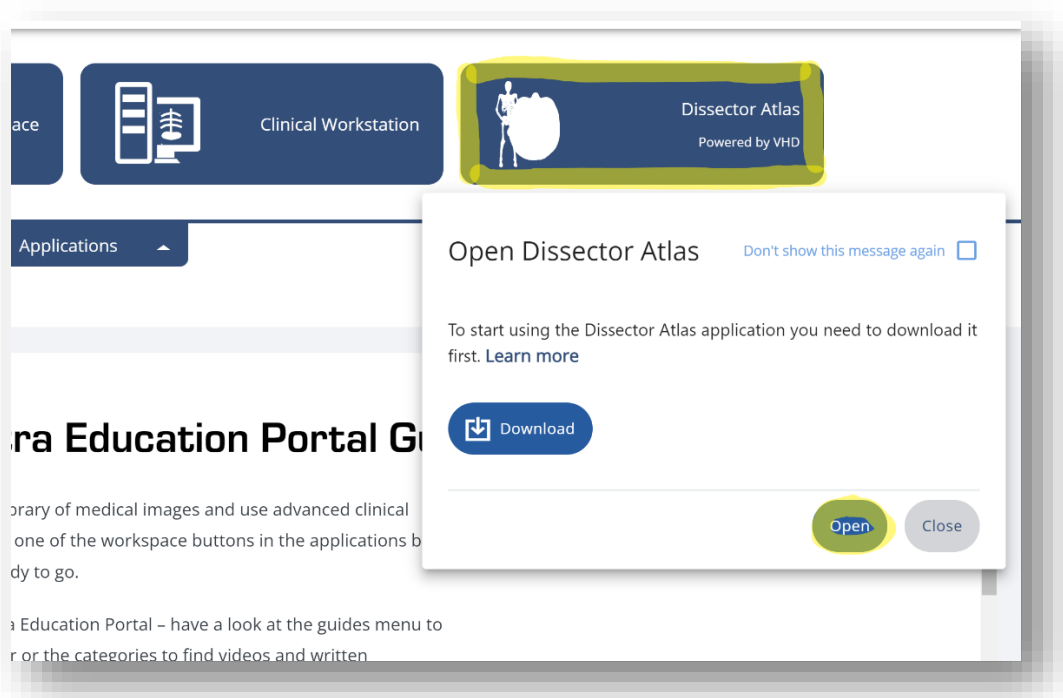 ace
Clinical Workstation
Dissector Atlas
Powered by VHD
Applications
Open Dissector Atlas
Don't show this message again
To start using the Dissector Atlas application you need to download it
first. Learn more
Download
Open
Close
ra Education Portal Gu
brary of medical images and use advanced clinical
one of the workspace buttons in the applications b
dy to go.
a Education Portal – have a look at the guides menu to
r or the categories to find videos and written